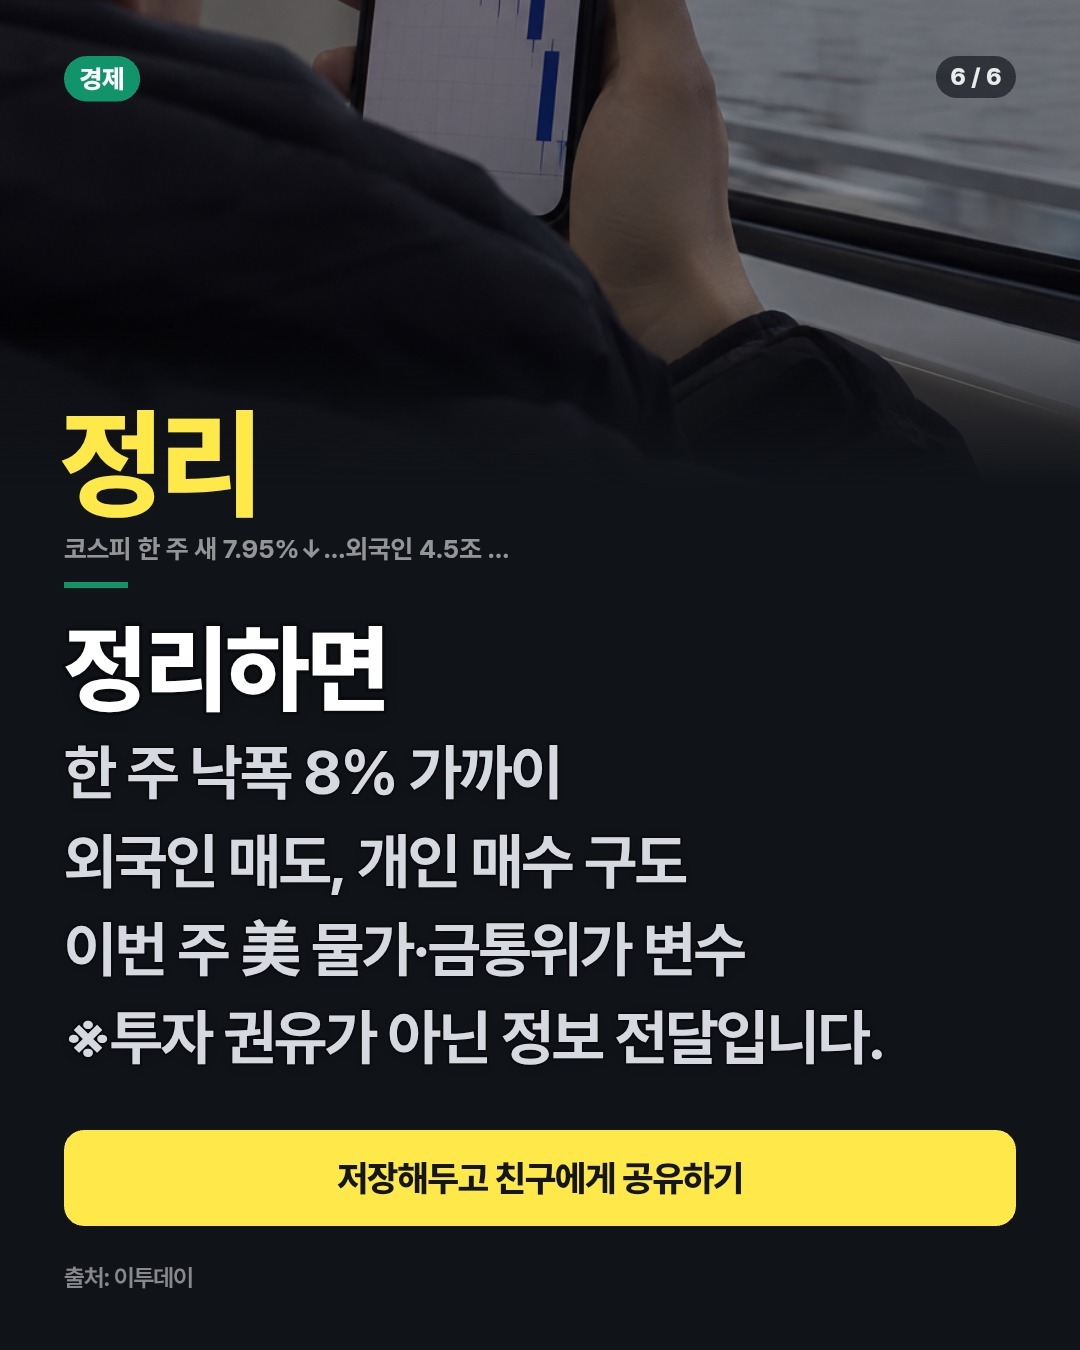 경제
6 / 6
정리
코스피 한 주 새 7.95%↓…외국인 4.5조 …
정리하면
한 주 낙폭 8% 가까이
외국인 매도, 개인 매수 구도
이번 주 美 물가·금통위가 변수
※투자 권유가 아닌 정보 전달입니다.
저장해두고 친구에게 공유하기
출처: 이투데이